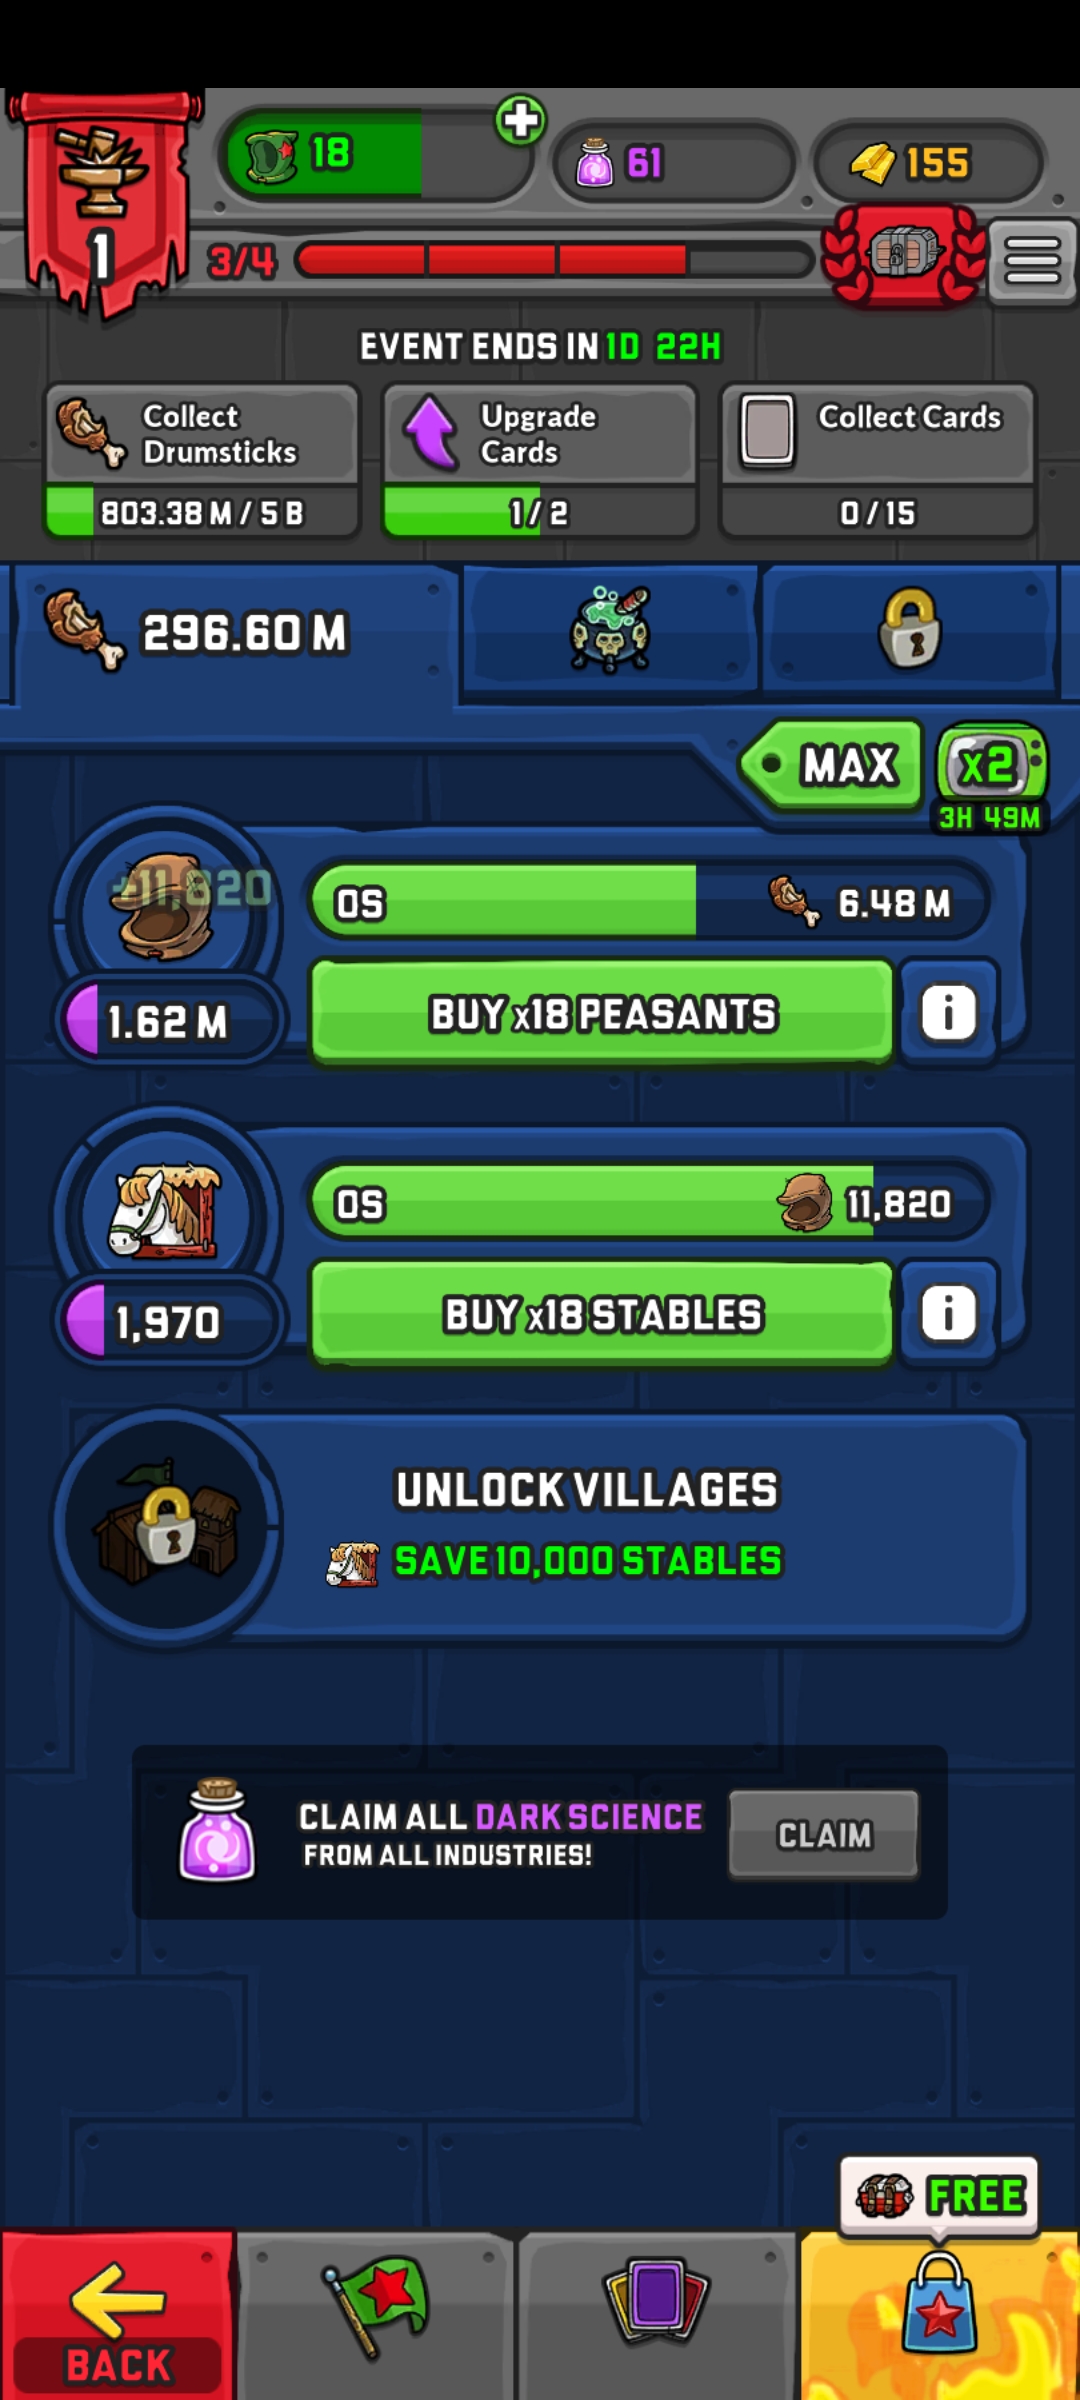 18
61
155
1
3/4
EVENT ENDS IN 1D 22H
Collect
Drumsticks
803.38 M / 5 B
Upgrade
Cards
1 / 2
Collect Cards
0 / 15
296.60 M
MAX
x2
3H 49M
+11,820
0S
6.48 M
1.62 M
BUY x18 PEASANTS
i
0S
11,820
1,970
BUY x18 STABLES
i
UNLOCK VILLAGES
SAVE 10,000 STABLES
CLAIM ALL DARK SCIENCE
FROM ALL INDUSTRIES!
CLAIM
FREE
BACK